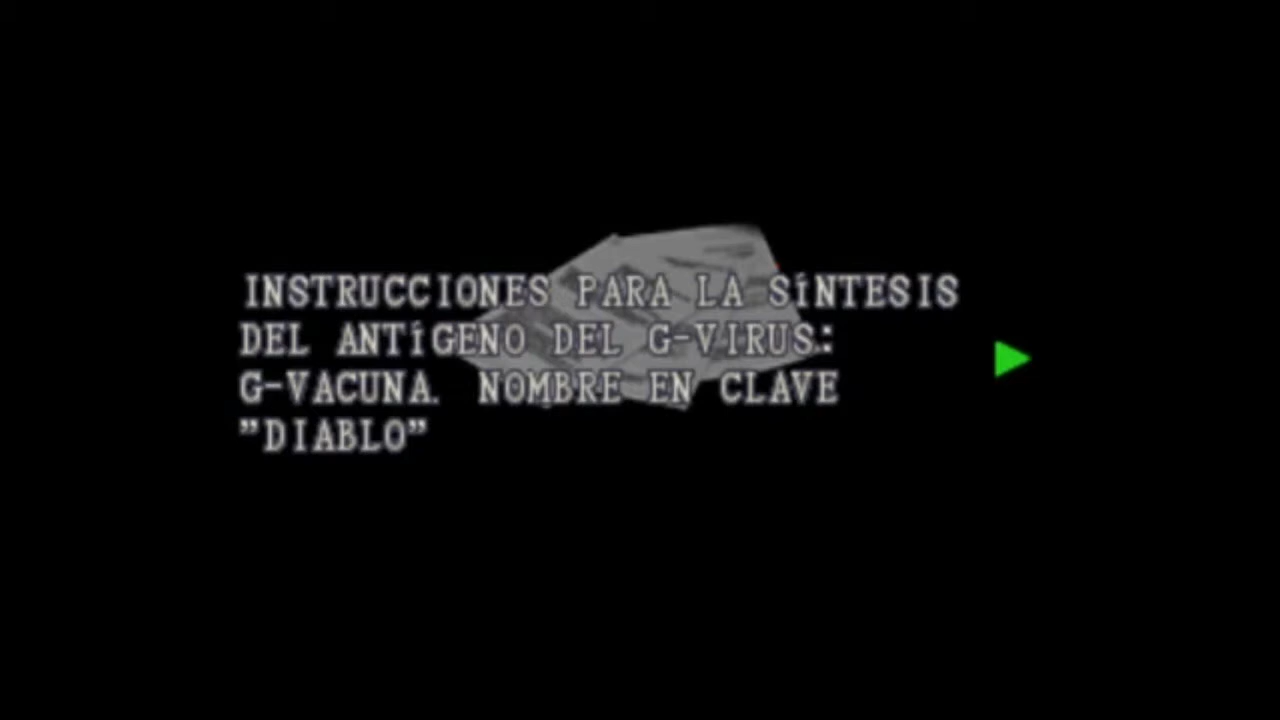 INSTRUCCIONES PARA LA SíNTESIS
DEL ANTíGENO DEL G-VIRUS:
G-VACUNA. NOMBRE EN CLAVE
"DIABLO"